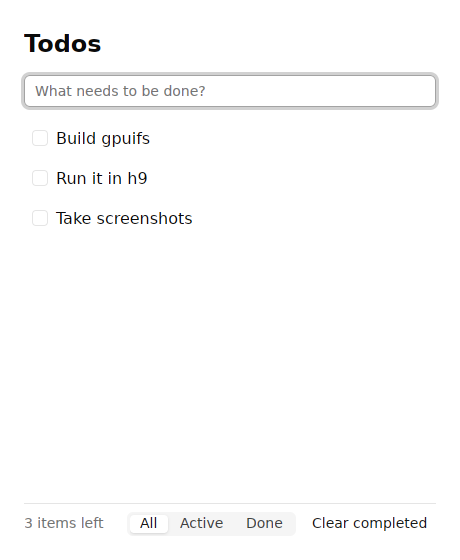 Todos
What needs to be done?
Build gpuifs
Run it in h9
Take screenshots
3 items left All Active Done Clear completed